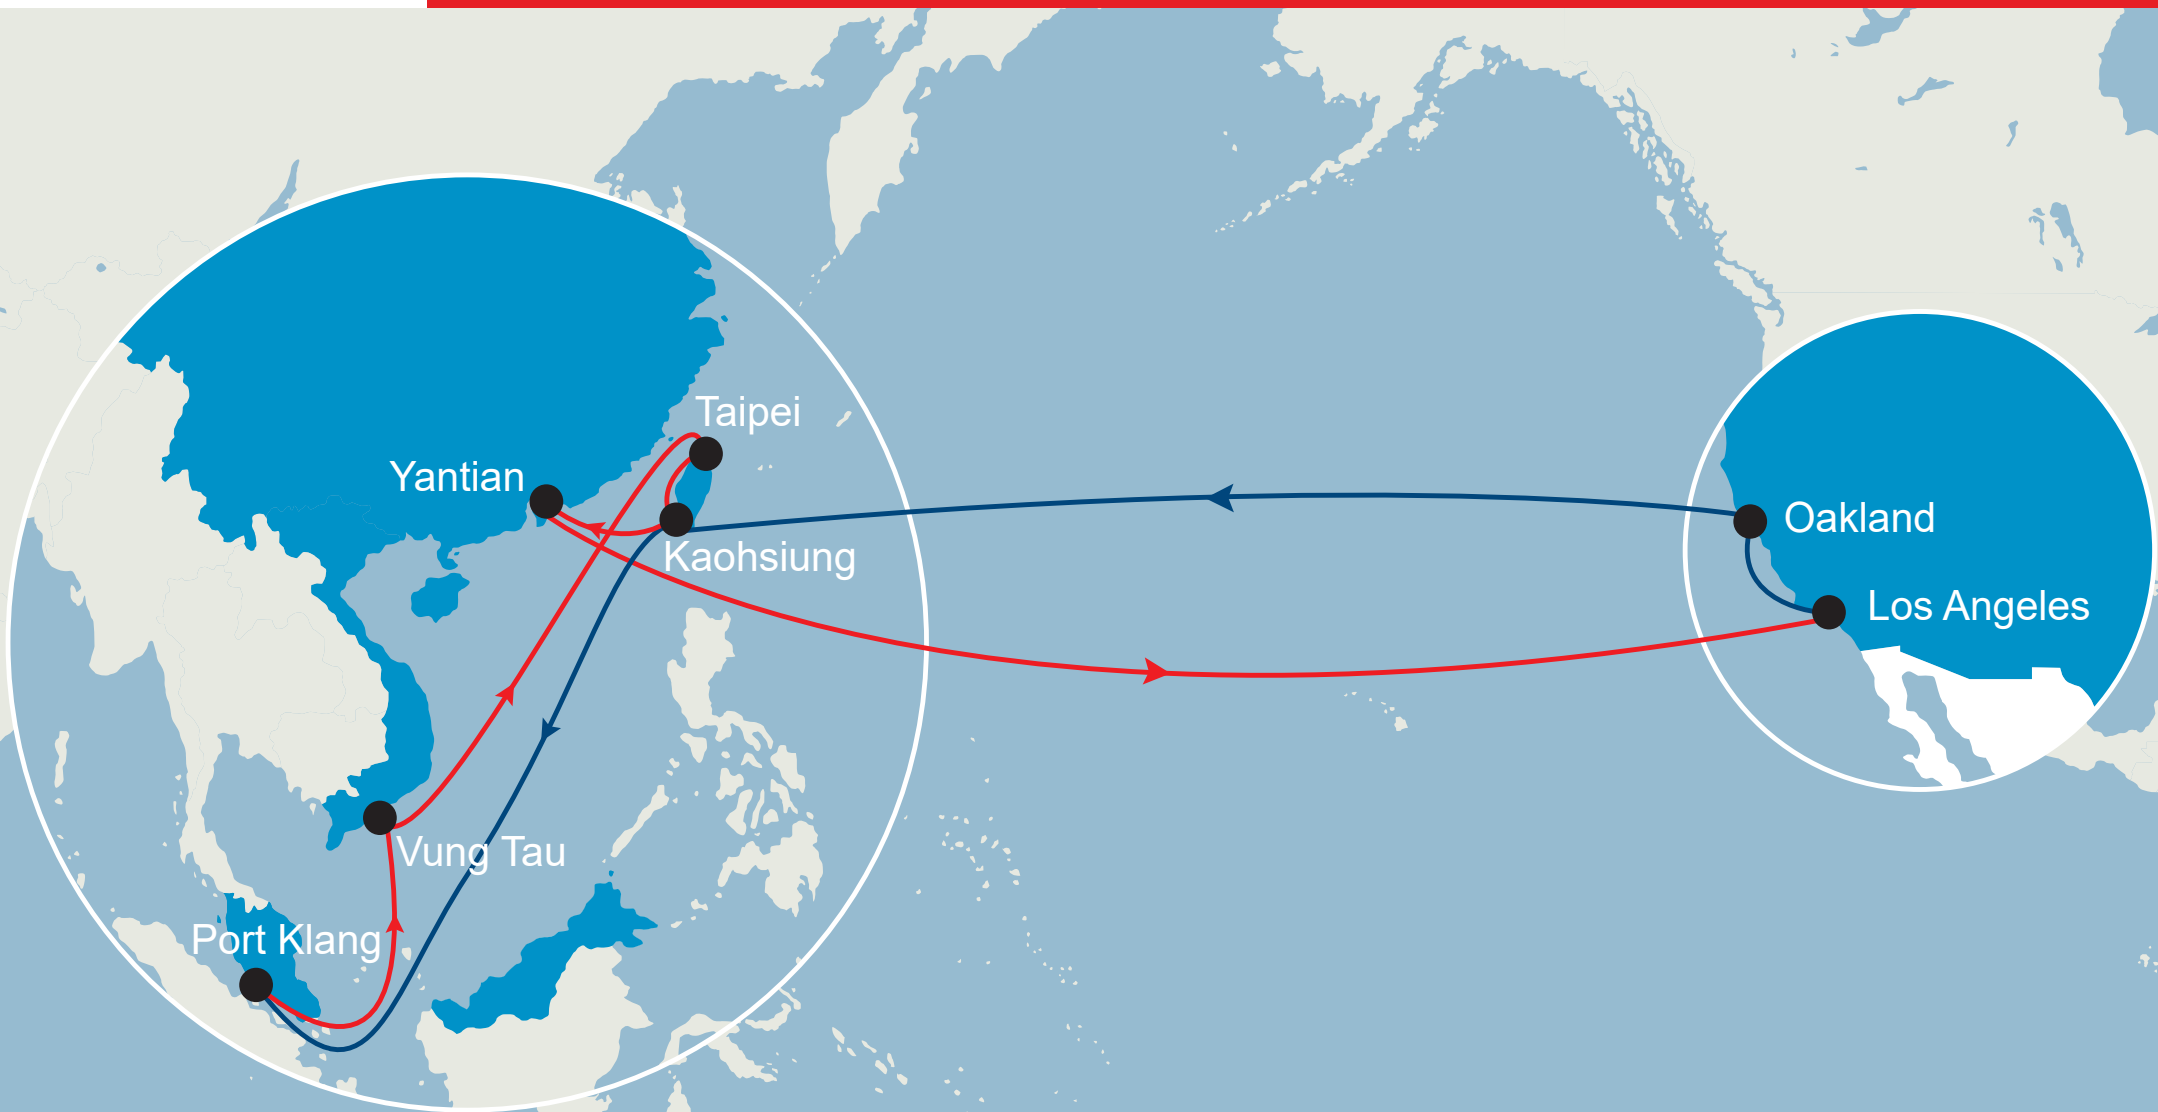 Taipei
Yantian
Oakland
Kaohsiung
Los Angeles
Vung Tau
Port Klang